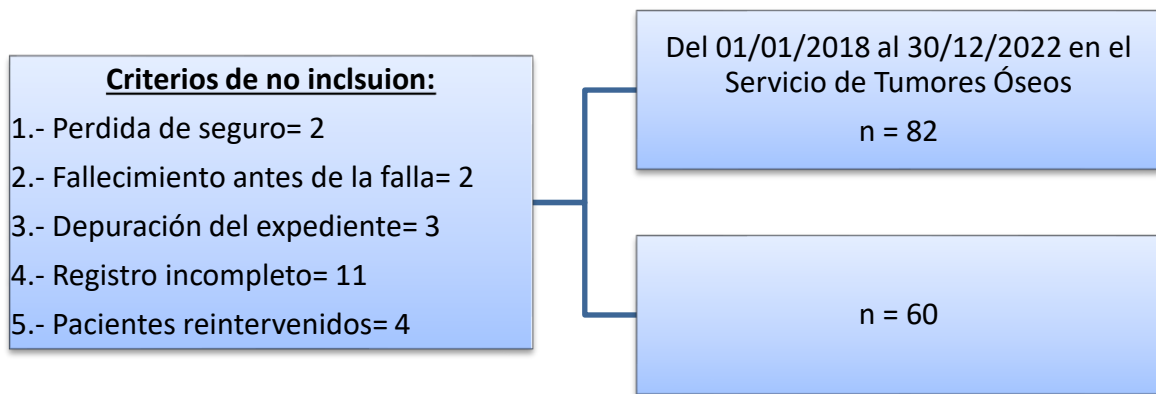 Criterios de no inclsuion:
1.- Perdida de seguro= 2
2.- Fallecimiento antes de la falla= 2
3.- Depuración del expediente= 3
4.- Registro incompleto= 11
5.- Pacientes reintervenidos= 4
Del 01/01/2018 al 30/12/2022 en el
Servicio de Tumores Óseos
n = 82
n = 60